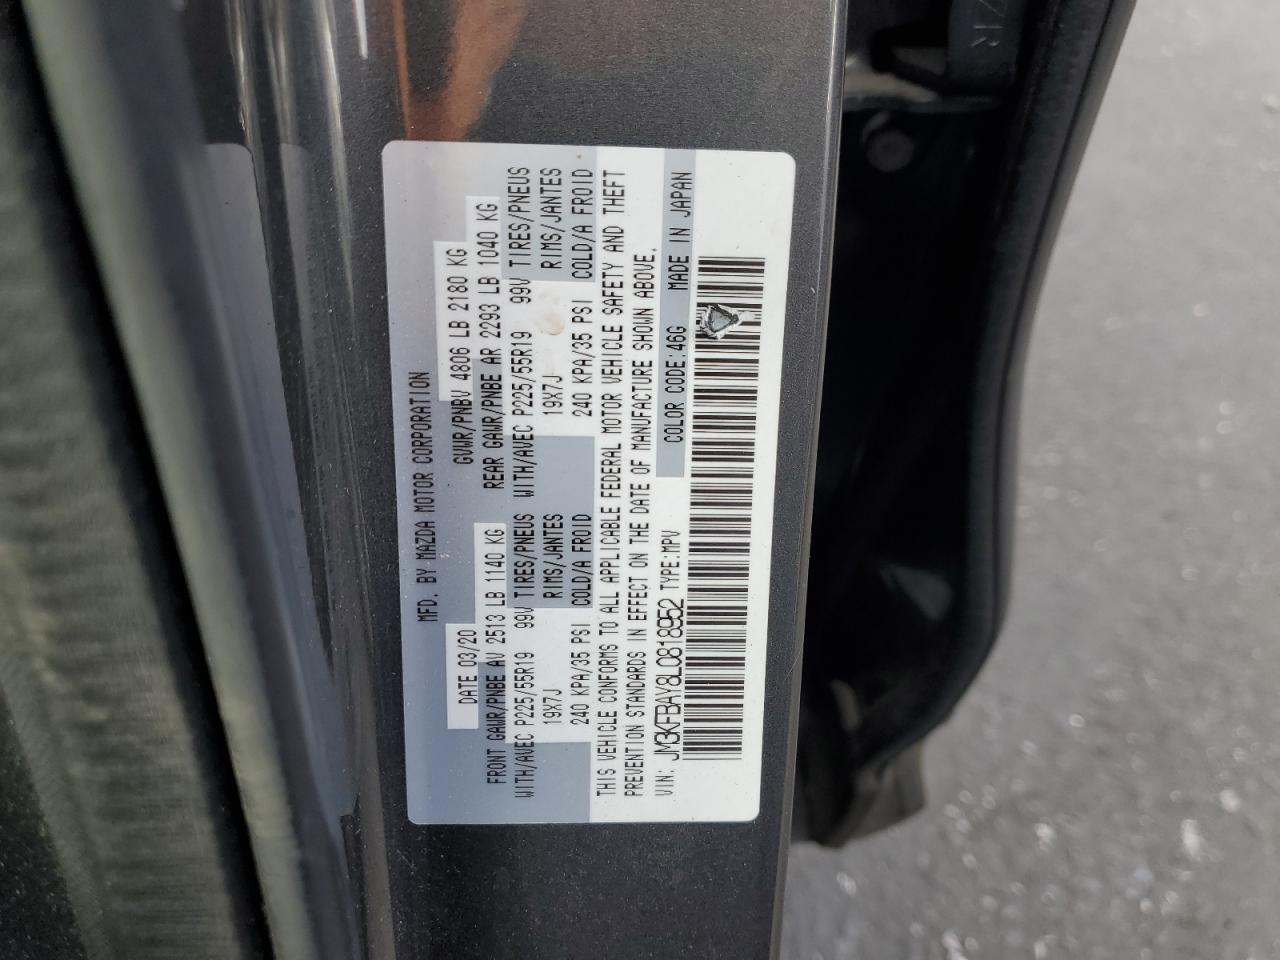 MFD. BY MAZDA MOTOR CORPORATION
DATE 03/20 GVWR/PNBV 4806 LB 2180 KG
FRONT GAWR/PNBE AV 2513 LB 1140 KG REAR GAWR/PNBE AR 2293 LB 1040 KG
WITH/AVEC P225/55R19 99V TIRES/PNEUS WITH/AVEC P225/55R19 99V TIRES/PNEUS
19X7J RIMS/JANTES 19X7J RIMS/JANTES
240 KPA/35 PSI COLD/A FROID 240 KPA/35 PSI COLD/A FROID
THIS VEHICLE CONFORMS TO ALL APPLICABLE FEDERAL MOTOR VEHICLE SAFETY AND THEFT
PREVENTION STANDARDS IN EFFECT ON THE DATE OF MANUFACTURE SHOWN ABOVE.
VIN: JM3KFBAY8L0818952 TYPE:MPV COLOR CODE:46G MADE IN JAPAN